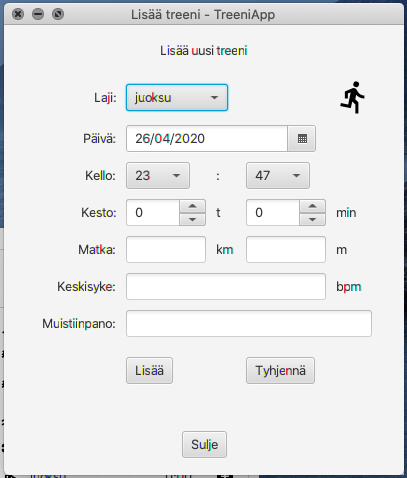 Lisää treeni - TreeniApp
Lisää uusi treeni
Laji: juoksu
Päivä: 26/04/2020
Kello: 23 : 47
Kesto: 0 t 0 min
Matka: km m
Keskisyke: bpm
Muistiinpano:
Lisää Tyhjennä
Sulje
juoksu